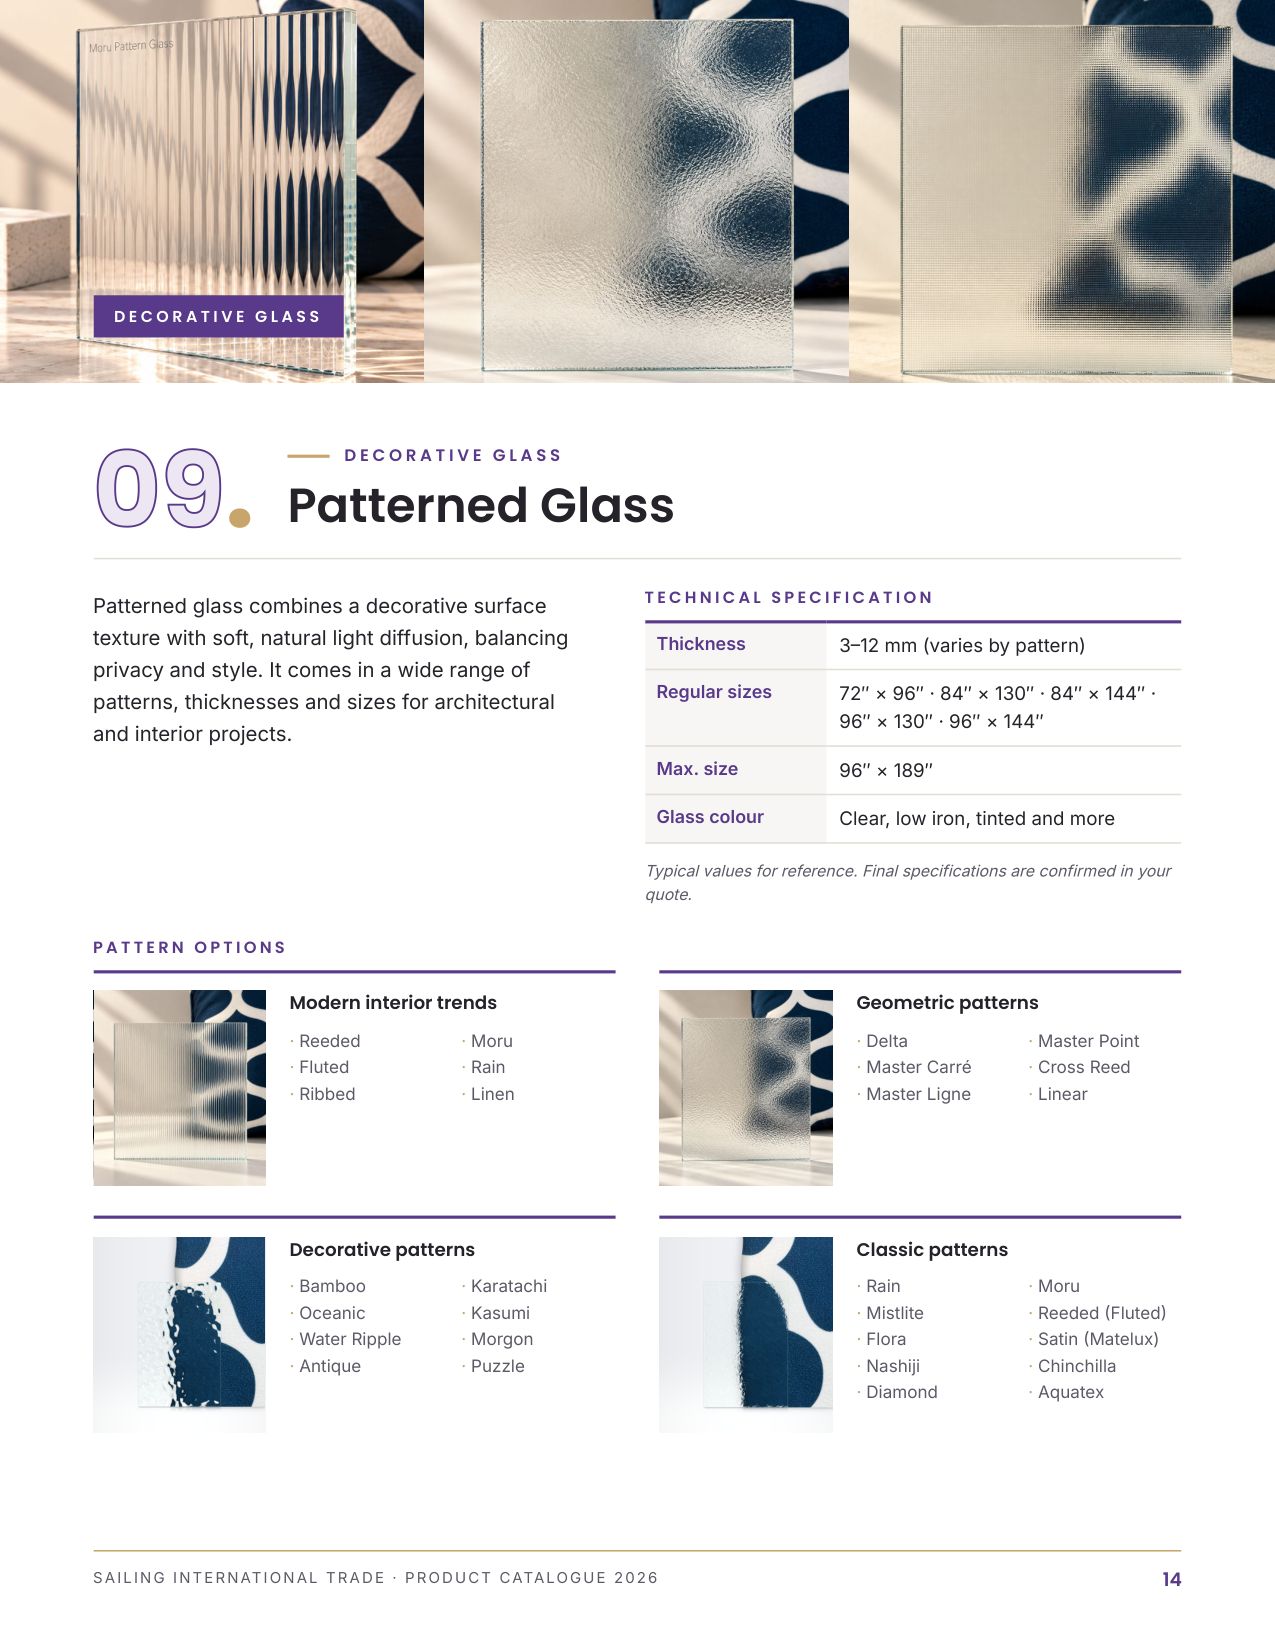 Moru Pattern Glass
DECORATIVE GLASS
09.
DECORATIVE GLASS
Patterned Glass
Patterned glass combines a decorative surface
texture with soft, natural light diffusion, balancing
privacy and style. It comes in a wide range of
patterns, thicknesses and sizes for architectural
and interior projects.
TECHNICAL SPECIFICATION
Thickness 3–12 mm (varies by pattern)
Regular sizes 72″ × 96″ · 84″ × 130″ · 84″ × 144″ ·
96″ × 130″ · 96″ × 144″
Max. size 96″ × 189″
Glass colour Clear, low iron, tinted and more
Typical values for reference. Final specifications are confirmed in your
quote.
PATTERN OPTIONS
Modern interior trends
· Reeded · Moru
· Fluted · Rain
· Ribbed · Linen
Geometric patterns
· Delta · Master Point
· Master Carré · Cross Reed
· Master Ligne · Linear
Decorative patterns
· Bamboo · Karatachi
· Oceanic · Kasumi
· Water Ripple · Morgon
· Antique · Puzzle
Classic patterns
· Rain · Moru
· Mistlite · Reeded (Fluted)
· Flora · Satin (Matelux)
· Nashiji · Chinchilla
· Diamond · Aquatex
SAILING INTERNATIONAL TRADE · PRODUCT CATALOGUE 2026
14